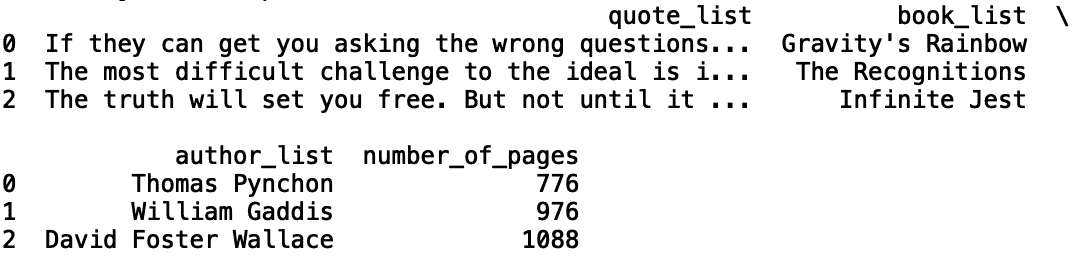 quote_list book_list \
0 If they can get you asking the wrong questions... Gravity's Rainbow
1 The most difficult challenge to the ideal is i... The Recognitions
2 The truth will set you free. But not until it ... Infinite Jest
author_list number_of_pages
0 Thomas Pynchon 776
1 William Gaddis 976
2 David Foster Wallace 1088